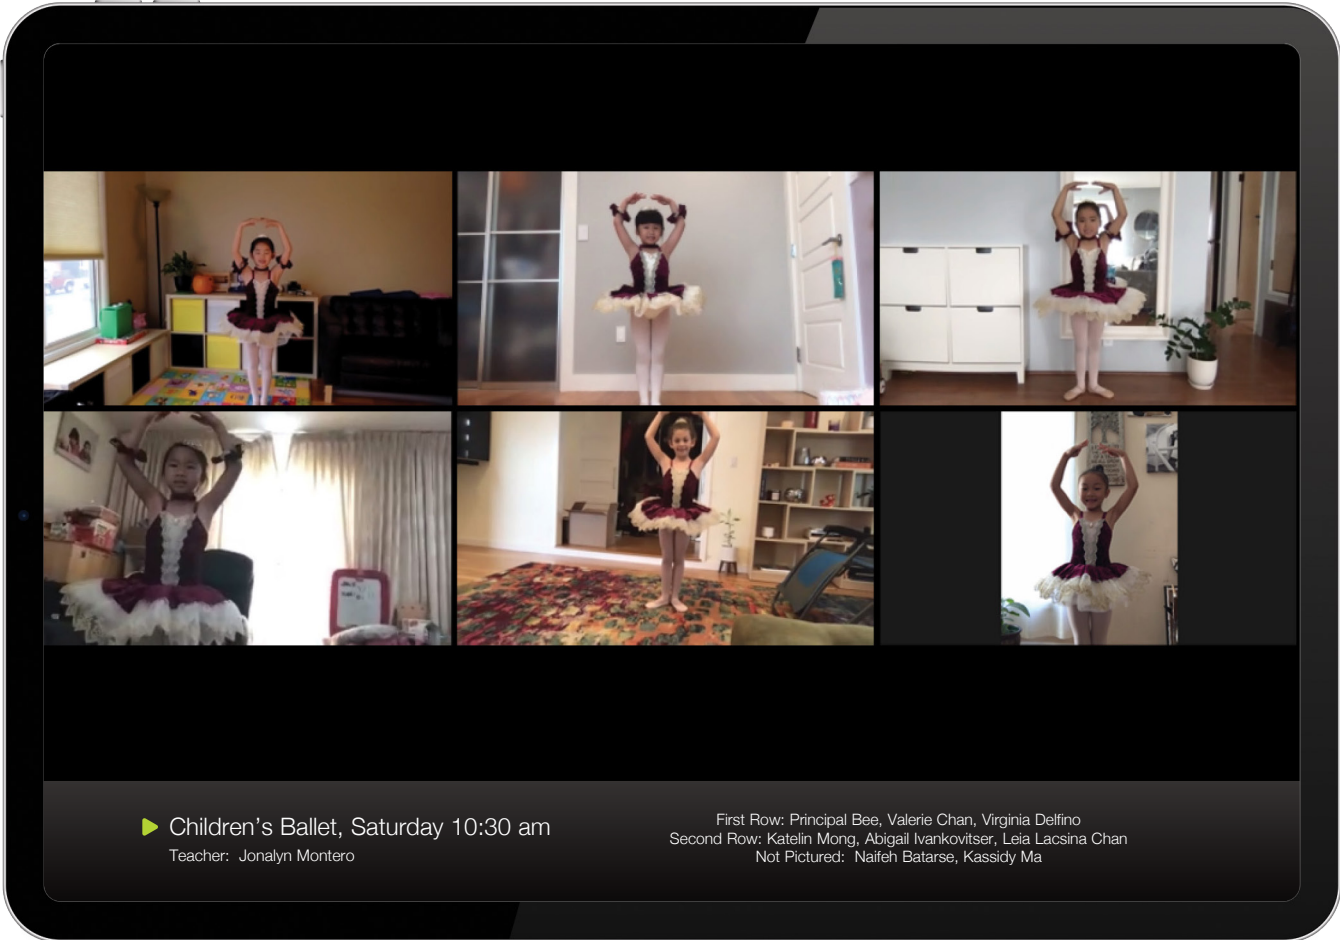 Children's Ballet, Saturday 10:30 am
Teacher: Jonalyn Montero
First Row: Principal Bee, Valerie Chan, Virginia Delfino
Second Row: Katelin Mong, Abigail Ivankovitser, Leia Lacsina Chan
Not Pictured: Naifeh Batarse, Kassidy Ma